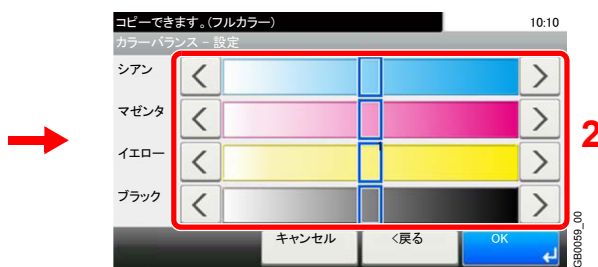 コピーできます。(フルカラー) 10:10
カラーバランス - 設定
シアン
マゼンタ
イエロー
ブラック
2
キャンセル <戻る OK
GB0059_00